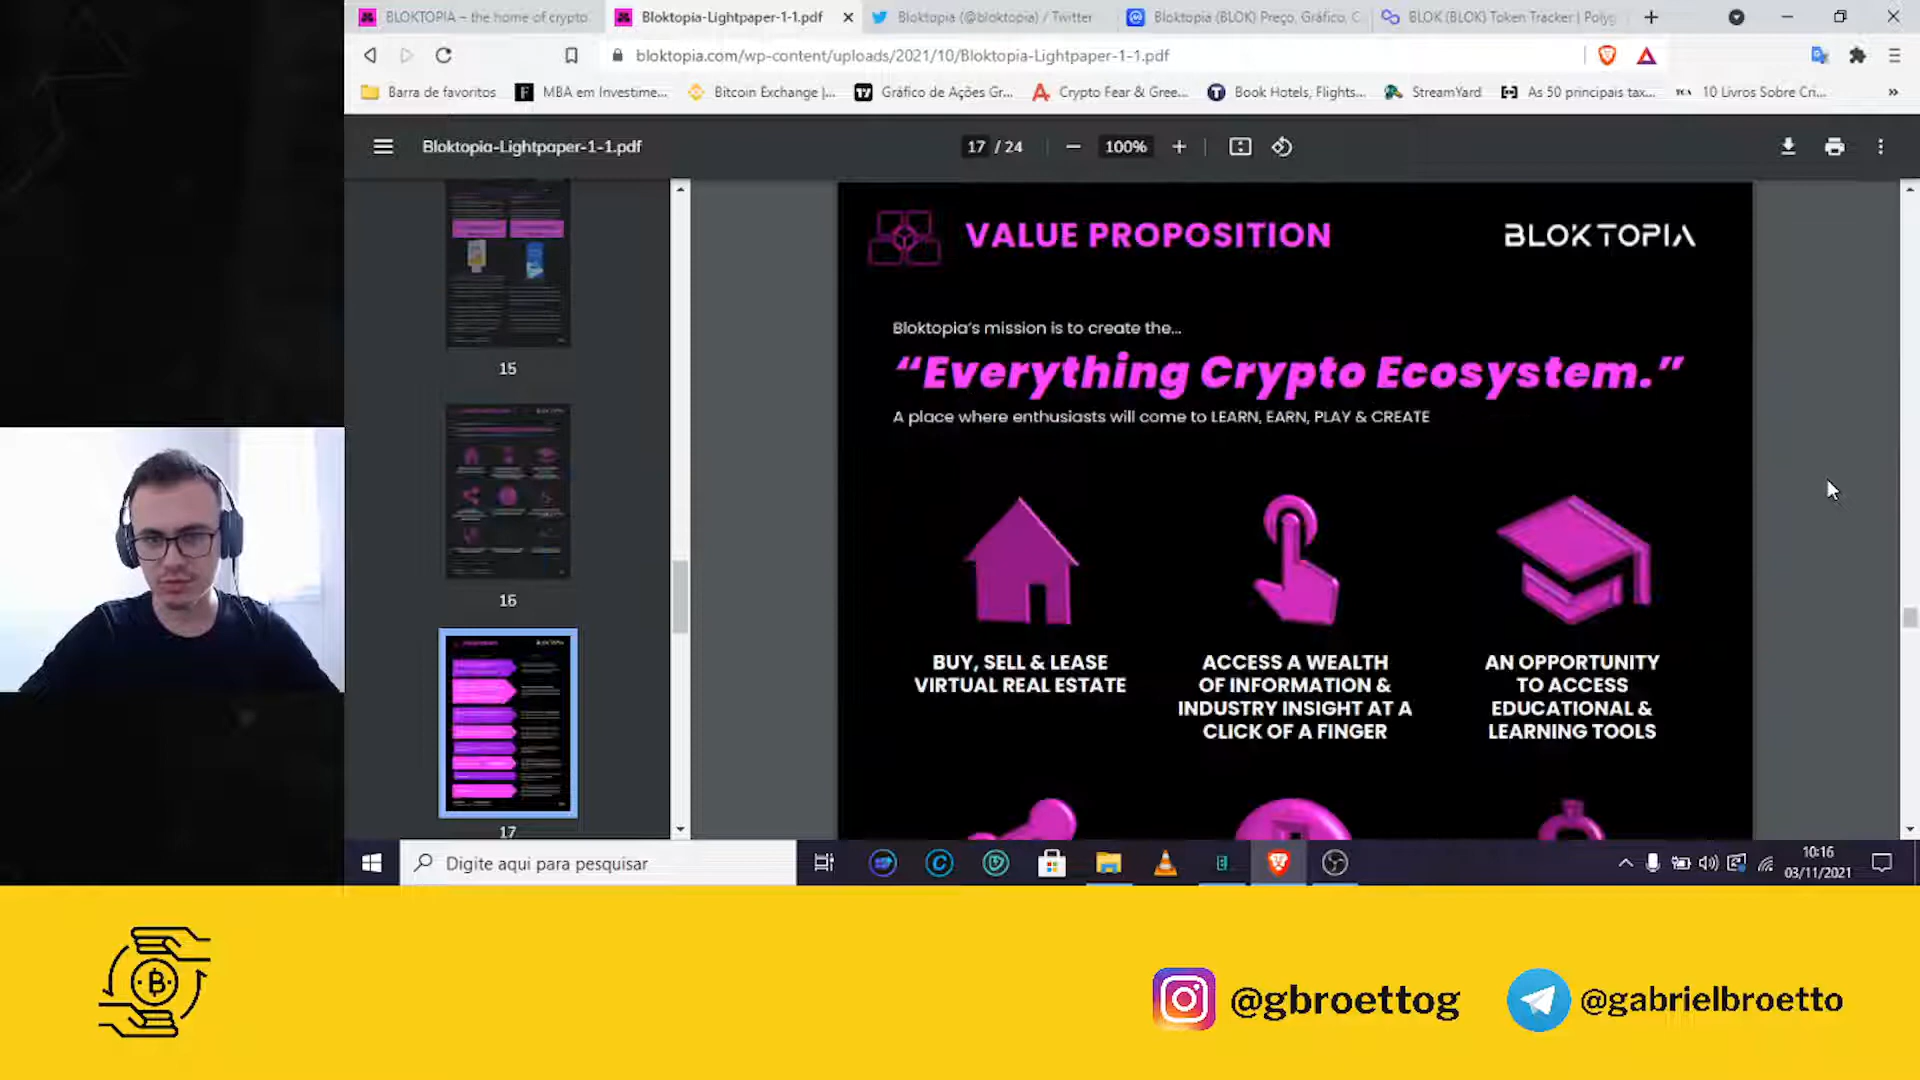 BLOKTOPIA – the home of crypto
Bloktopia-Lightpaper-1-1.pdf
Bloktopia (@bloktopia) / Twitter
Bloktopia (BLOK) Preço, Gráfico, C
BLOK (BLOK) Token Tracker | Polyg
bloktopia.com/wp-content/uploads/2021/10/Bloktopia-Lightpaper-1-1.pdf
Barra de favoritos
MBA em Investime...
Bitcoin Exchange |...
Gráfico de Ações Gr...
Crypto Fear & Gree...
Book Hotels, Flights...
StreamYard
As 50 principais tax...
10 Livros Sobre Cri...
Bloktopia-Lightpaper-1-1.pdf
17 / 24
100%
15
16
17
VALUE PROPOSITION
BLOKTOPIA
Bloktopia's mission is to create the...
“Everything Crypto Ecosystem.”
A place where enthusiasts will come to LEARN, EARN, PLAY & CREATE
BUY, SELL & LEASE
VIRTUAL REAL ESTATE
ACCESS A WEALTH
OF INFORMATION &
INDUSTRY INSIGHT AT A
CLICK OF A FINGER
AN OPPORTUNITY
TO ACCESS
EDUCATIONAL &
LEARNING TOOLS
Digite aqui para pesquisar
10:16
03/11/2021
@gbroettog
@gabrielbroetto